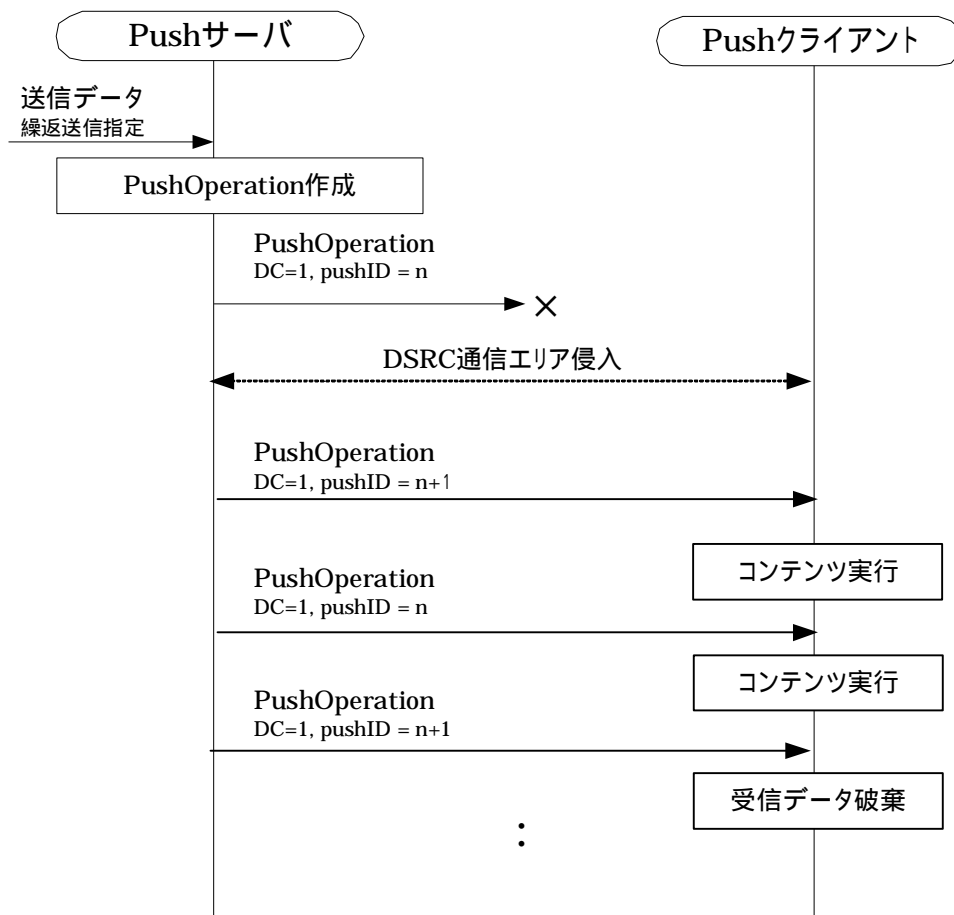 Pushサーバ
Pushクライアント
送信データ
繰返送信指定
PushOperation作成
PushOperation
DC=1, pushID = n
×
DSRC通信エリア侵入
PushOperation
DC=1, pushID = n+1
コンテンツ実行
PushOperation
DC=1, pushID = n
コンテンツ実行
PushOperation
DC=1, pushID = n+1
受信データ破棄
: